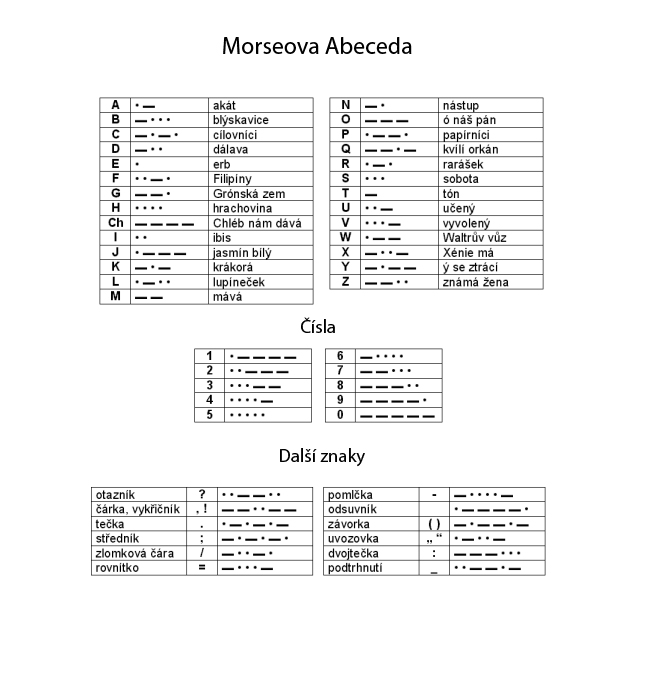 Morseova Abeceda
A • — akát
B — • • • blýskavice
C — • — • cílovníci
D — • • dálava
E • erb
F • • — • Filipíny
G — — • Grónská zem
H • • • • hrachovina
Ch — — — — Chléb nám dává
I • • ibis
J • — — — jasmín bílý
K — • — krákorá
L • — • • lupíneček
M — — mává
N — • nástup
O — — — ó náš pán
P • — — • papírníci
Q — — • — kvílí orkán
R • — • rarášek
S • • • sobota
T — tón
U • • — učený
V • • • — vyvolený
W • — — Waltrův vůz
X — • • — Xénie má
Y — • — — ý se ztrácí
Z — — • • známá žena
Čísla
1 • — — — —
2 • • — — —
3 • • • — —
4 • • • • —
5 • • • • •
6 — • • • •
7 — — • • •
8 — — — • •
9 — — — — •
0 — — — — —
Další znaky
otazník ? • • — — • •
čárka, vykřičník , ! — — • • — —
tečka . • — • — • —
středník ; — • — • — •
zlomková čára / — • • — •
rovnítko = — • • • —
pomlčka - — • • • • —
odsuvník • — — — — •
závorka ( ) — • — — • —
uvozovka „ “ • — • • — •
dvojtečka : — — — • • •
podtrhnutí _ • • — — • —